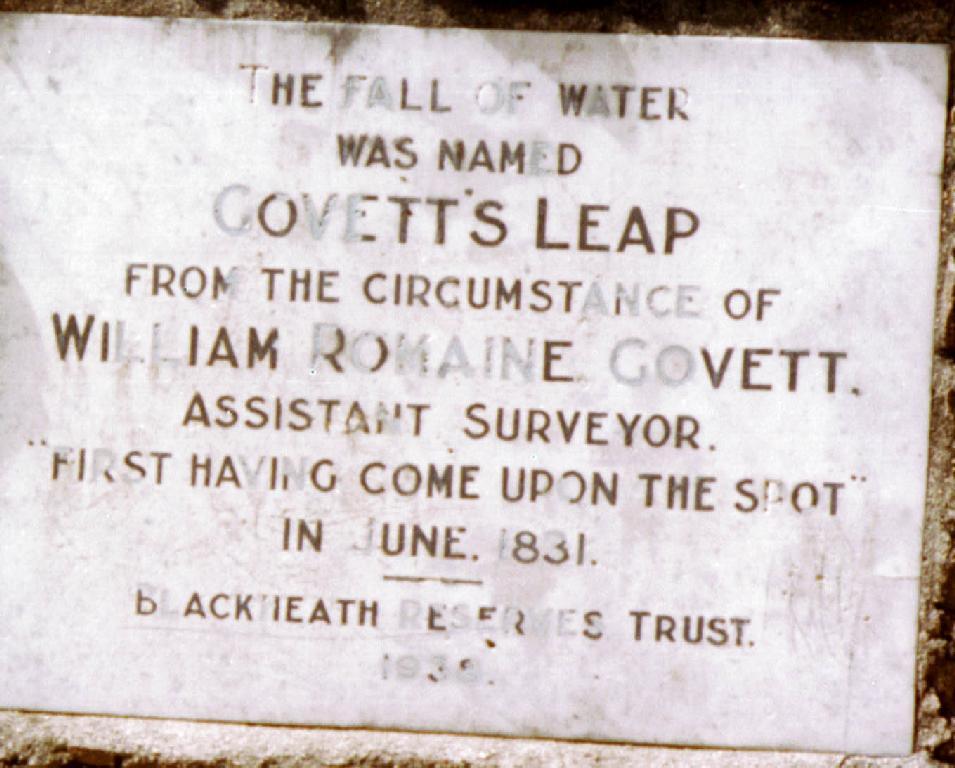 THE FALL OF WATER
WAS NAMED
GOVETT'S LEAP
FROM THE CIRCUMSTANCE OF
WILLIAM ROMAINE GOVETT.
ASSISTANT SURVEYOR.
"FIRST HAVING COME UPON THE SPOT"
IN JUNE. 1831.
BLACKHEATH RESERVES TRUST.